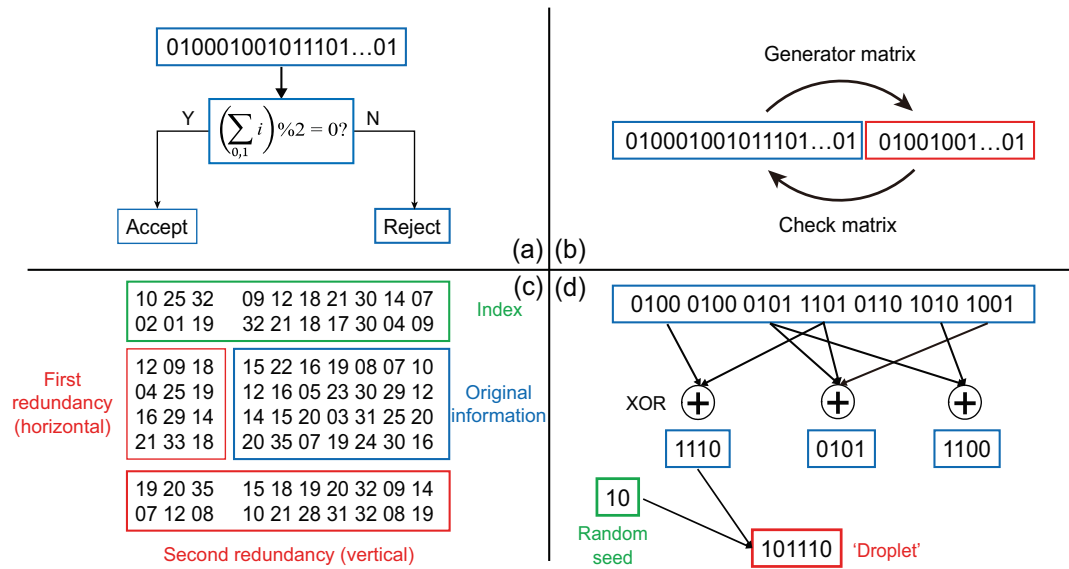 010001001011101...01
(∑ i) %2 = 0?
0,1
Y
N
Accept
Reject
(a)
Generator matrix
010001001011101...01
01001001...01
Check matrix
(b)
(c)
10 25 32 09 12 18 21 30 14 07
02 01 19 32 21 18 17 30 04 09
Index
12 09 18 15 22 16 19 08 07 10
04 25 19 12 16 05 23 30 29 12
16 29 14 14 15 20 03 31 25 20
21 33 18 20 35 07 19 24 30 16
First
redundancy
(horizontal)
Original
information
19 20 35 15 18 19 20 32 09 14
07 12 08 10 21 28 31 32 08 19
Second redundancy (vertical)
(d)
0100 0100 0101 1101 0110 1010 1001
XOR
1110
0101
1100
10
Random
seed
101110
'Droplet'